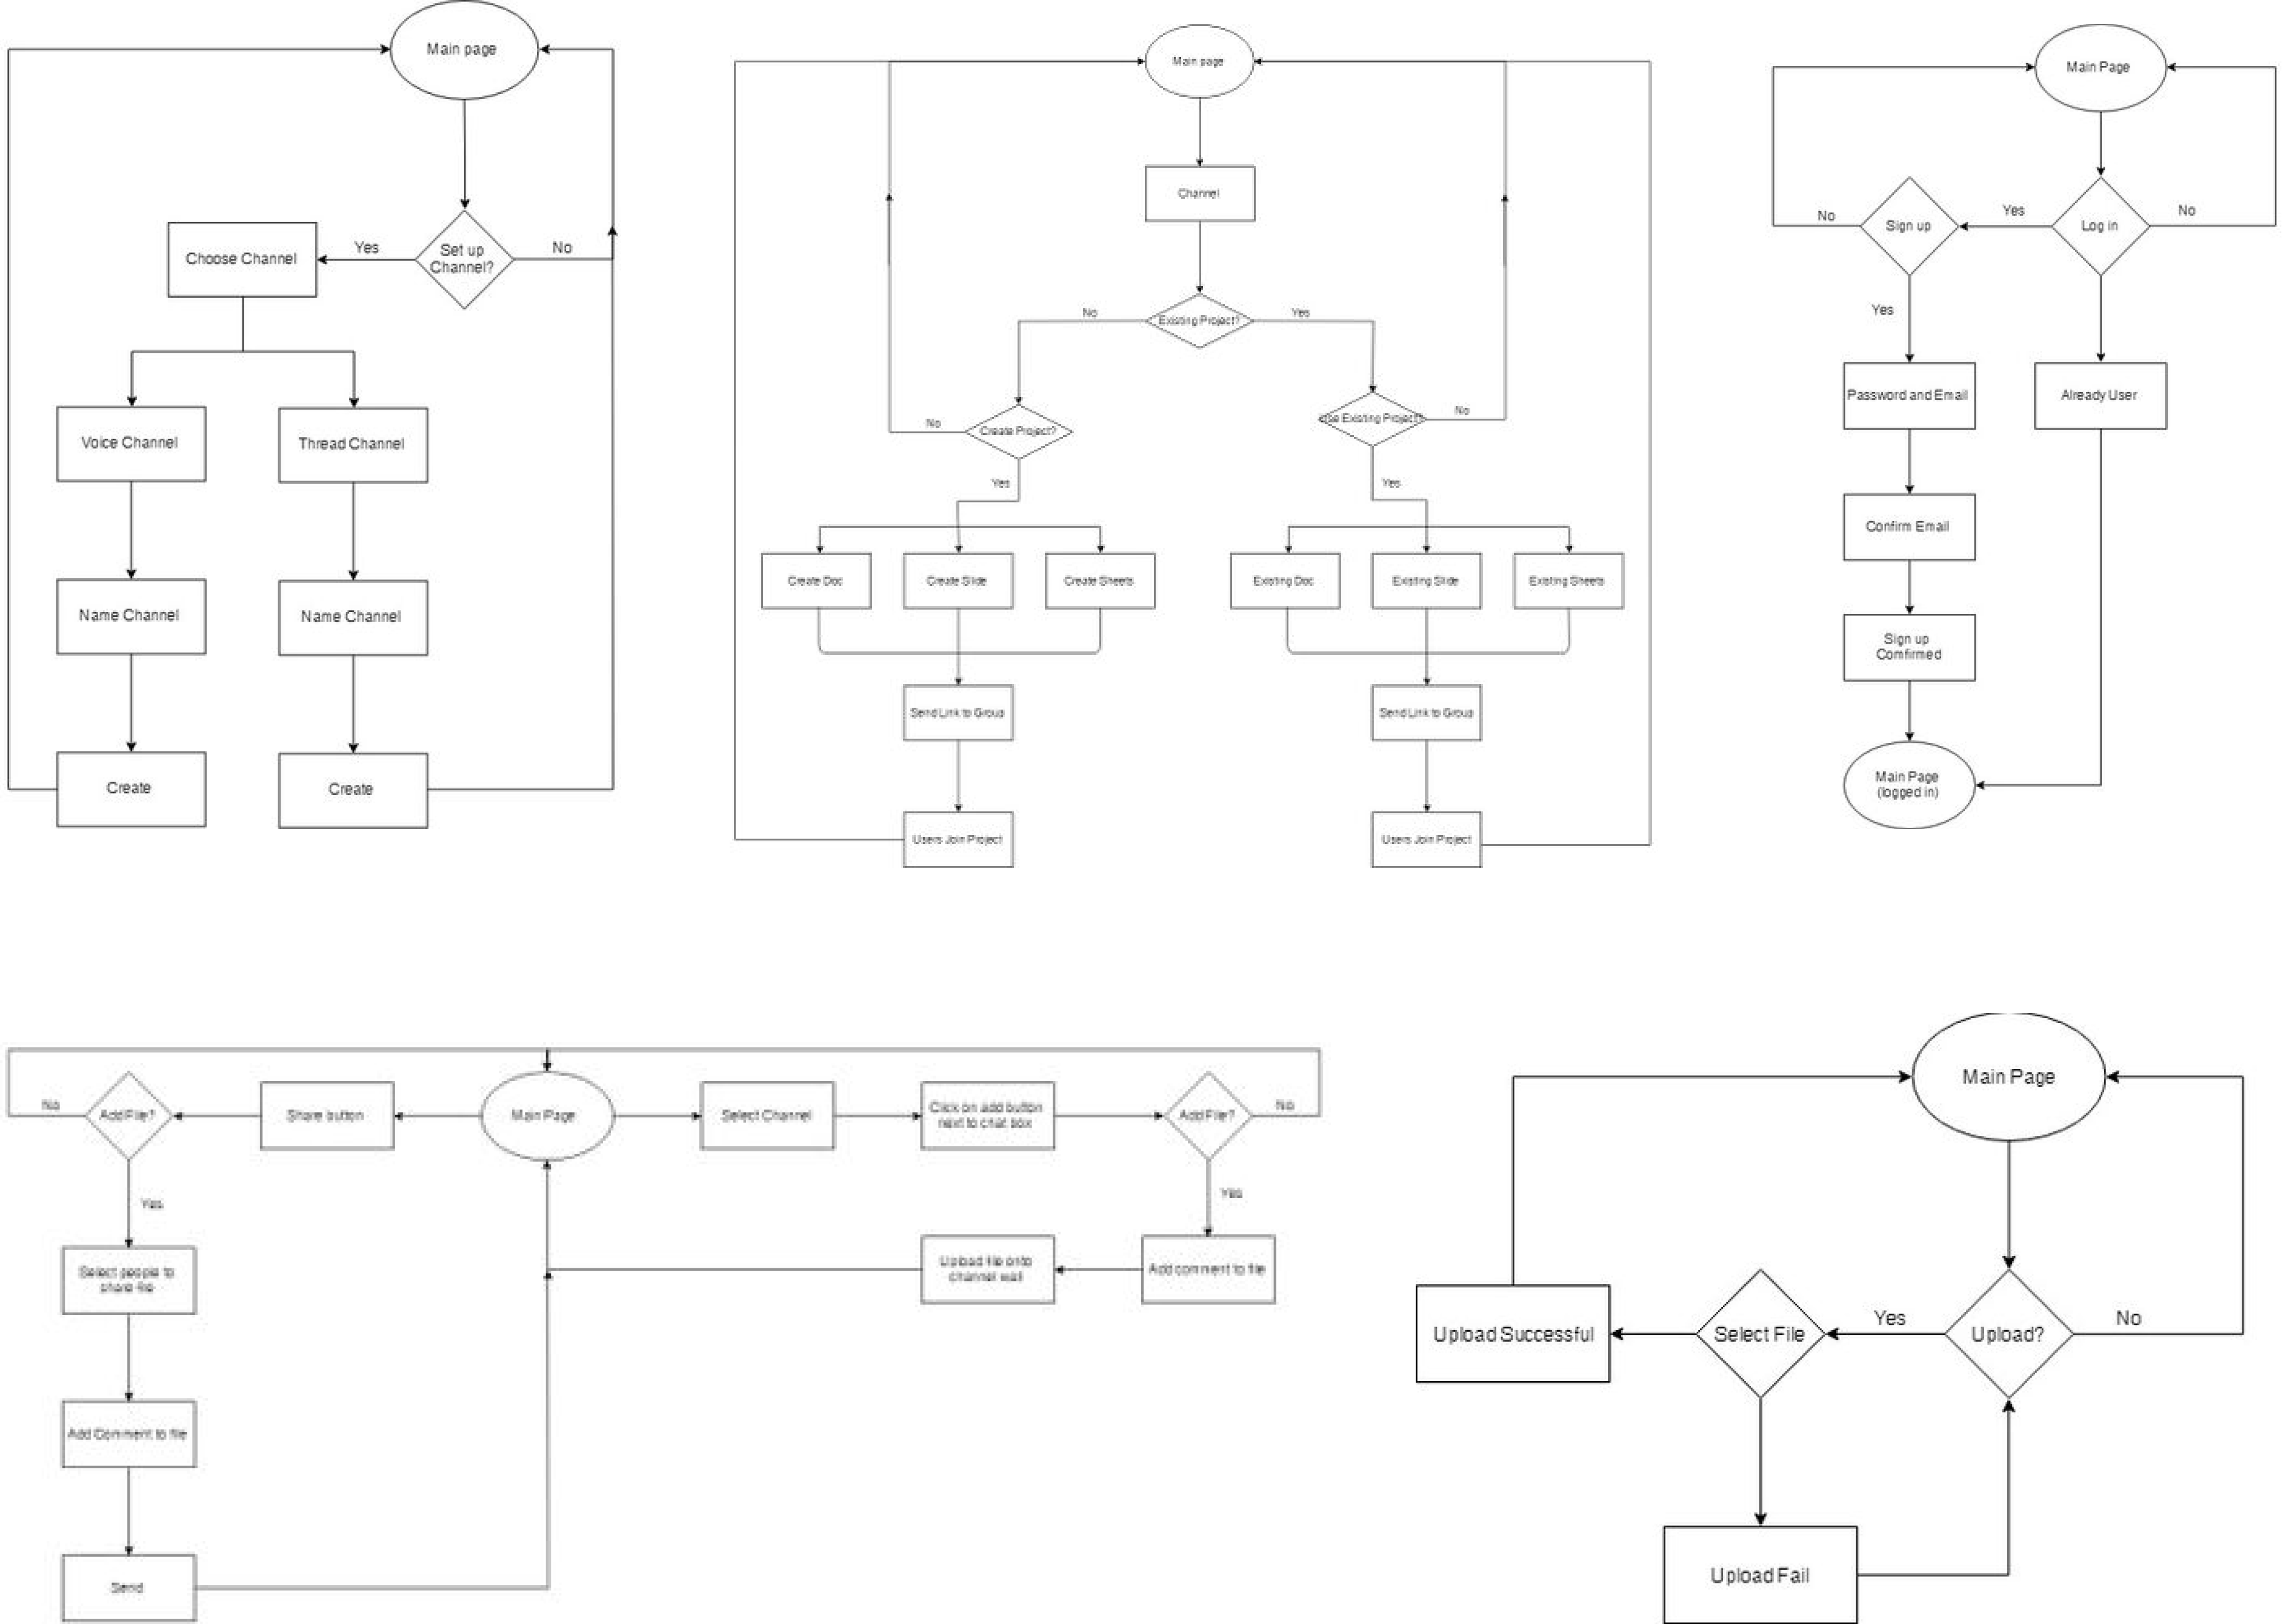 Main page
Set up
Channel?
Yes
No
Choose Channel
Voice Channel
Thread Channel
Name Channel
Name Channel
Create
Create
Main page
Channel
Existing Project?
No
Yes
Create Project?
No
Yes
Use Existing Project?
No
Yes
Create Doc
Create Slide
Create Sheets
Existing Doc
Existing Slide
Existing Sheets
Send Link to Group
Send Link to Group
Users Join Project
Users Join Project
Main Page
Log in
Yes
No
Sign up
No
Yes
Password and Email
Already User
Confirm Email
Sign up
Comfirmed
Main Page
(logged in)
No
Add File?
Share button
Main Page
Select Channel
Click on add button
next to chat box
Add File?
No
Yes
Yes
Select people to
share file
Upload file onto
channel wall
Add comment to file
Add Comment to file
Send
Main Page
Upload?
Yes
No
Select File
Upload Successful
Upload Fail